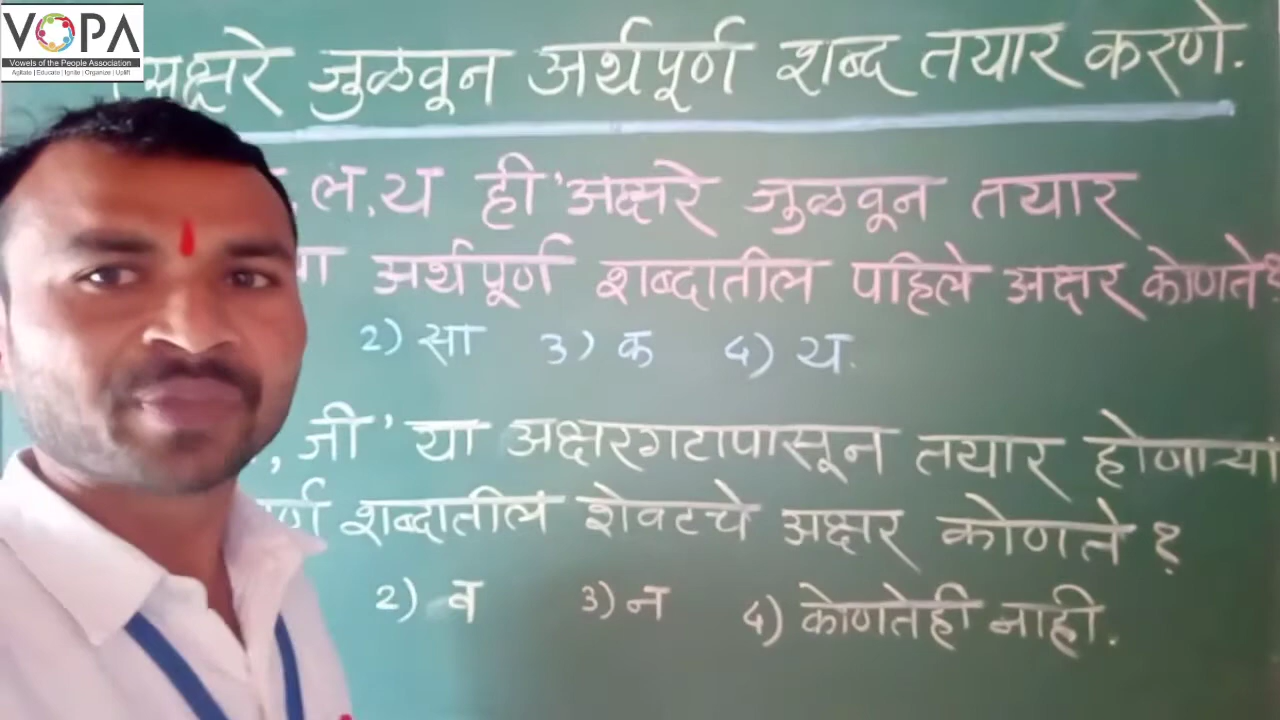 VOPA
Vowels of the People Association
Agitate | Educate | Ignite | Organize | Uplift
अक्षरे जुळवून अर्थपूर्ण शब्द तयार करणे.
ल, य ही 'अक्षरे जुळवून तयार
अर्थपूर्ण शब्दातील पहिले अक्षर कोणते?
2) सा 3) क 4) य.
, जी' या अक्षरगटापासून तयार होणाऱ्या
शब्दातील शेवटचे अक्षर कोणते ?
2) व 3) न 4) कोणतेही नाही.